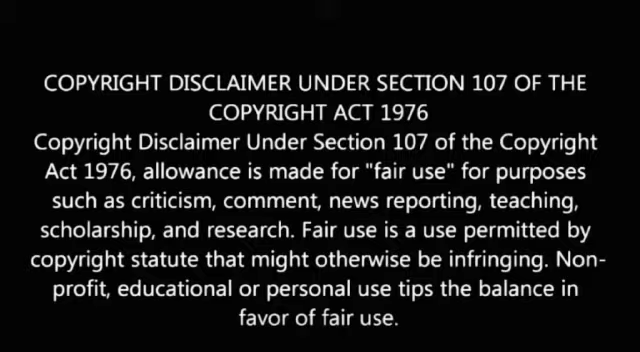 COPYRIGHT DISCLAIMER UNDER SECTION 107 OF THE
COPYRIGHT ACT 1976
Copyright Disclaimer Under Section 107 of the Copyright
Act 1976, allowance is made for "fair use" for purposes
such as criticism, comment, news reporting, teaching,
scholarship, and research. Fair use is a use permitted by
copyright statute that might otherwise be infringing. Non-
profit, educational or personal use tips the balance in
favor of fair use.